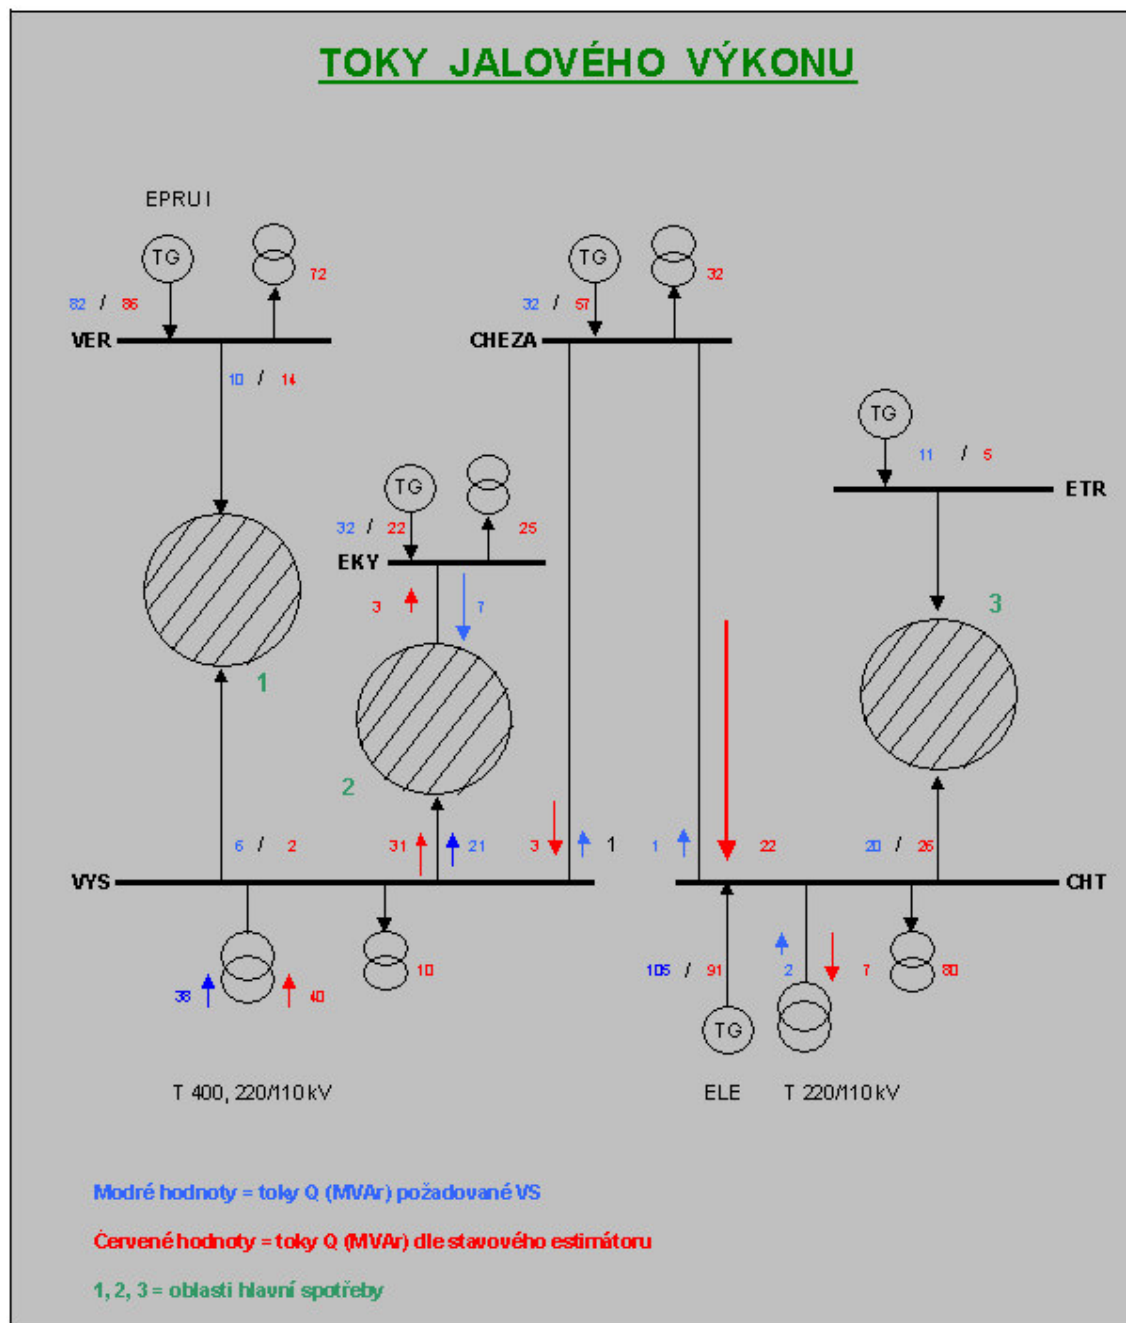 TOKY JALOVÉHO VÝKONU
EPRU I
TG
72
TG
32
82 / 86
32 / 57
VER
CHEZA
10 / 14
TG
11 / 5
TG
ETR
32 / 22
25
EKY
3
7
3
1
2
6 / 2
31
21
3
1
1
22
20 / 26
VYS
CHT
38
40
10
105 / 91
2
7
80
TG
T 400, 220/110 kV
ELE
T 220/110 kV
Modré hodnoty = toky Q (MVAr) požadované VS
Červené hodnoty = toky Q (MVAr) dle stavového estimátoru
1, 2, 3 = oblasti hlavní spotřeby